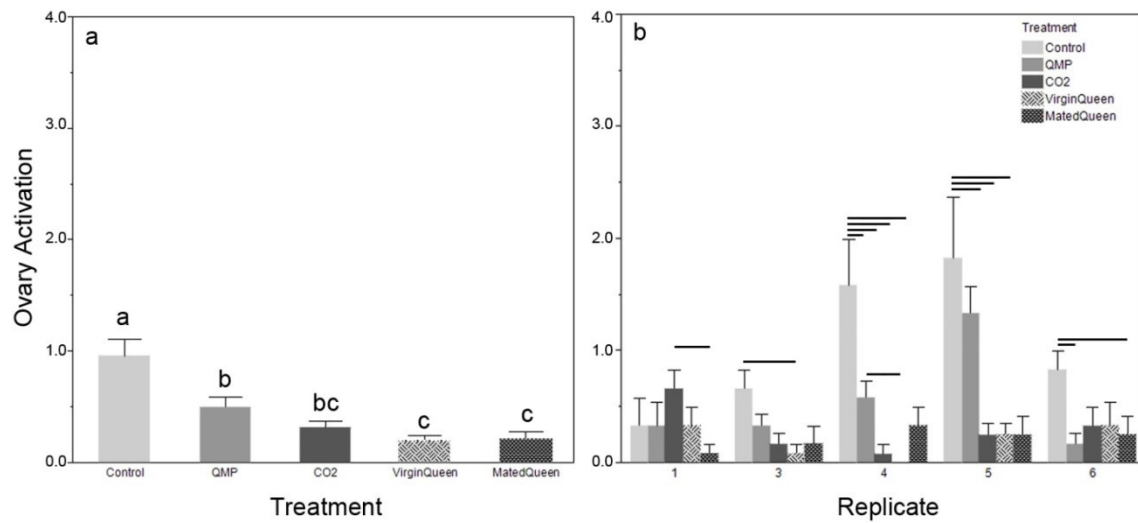 a
4.0
3.0
2.0
1.0
0.0
Ovary Activation
a
b
bc
c
c
Control QMP CO2 VirginQueen MatedQueen
Treatment
b
4.0
3.0
2.0
1.0
0.0
Treatment
Control
QMP
CO2
VirginQueen
MatedQueen
1 3 4 5 6
Replicate